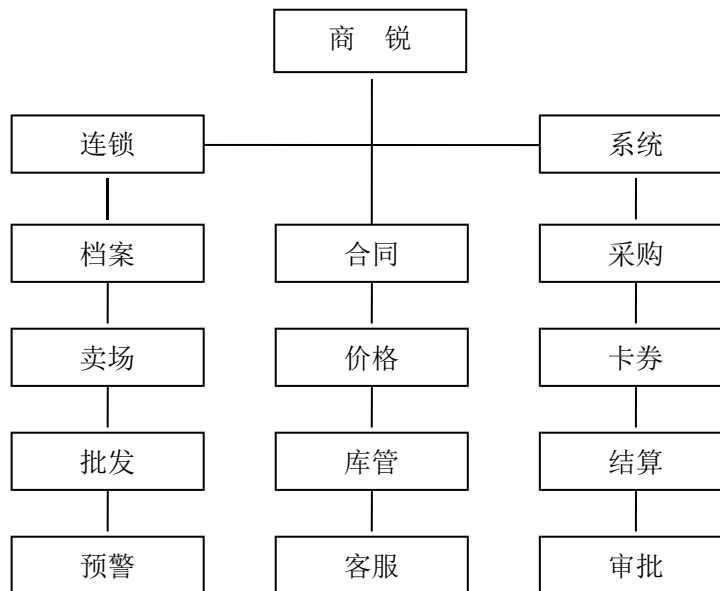 商 锐
连锁
系统
档案
合同
采购
卖场
价格
卡券
批发
库管
结算
预警
客服
审批